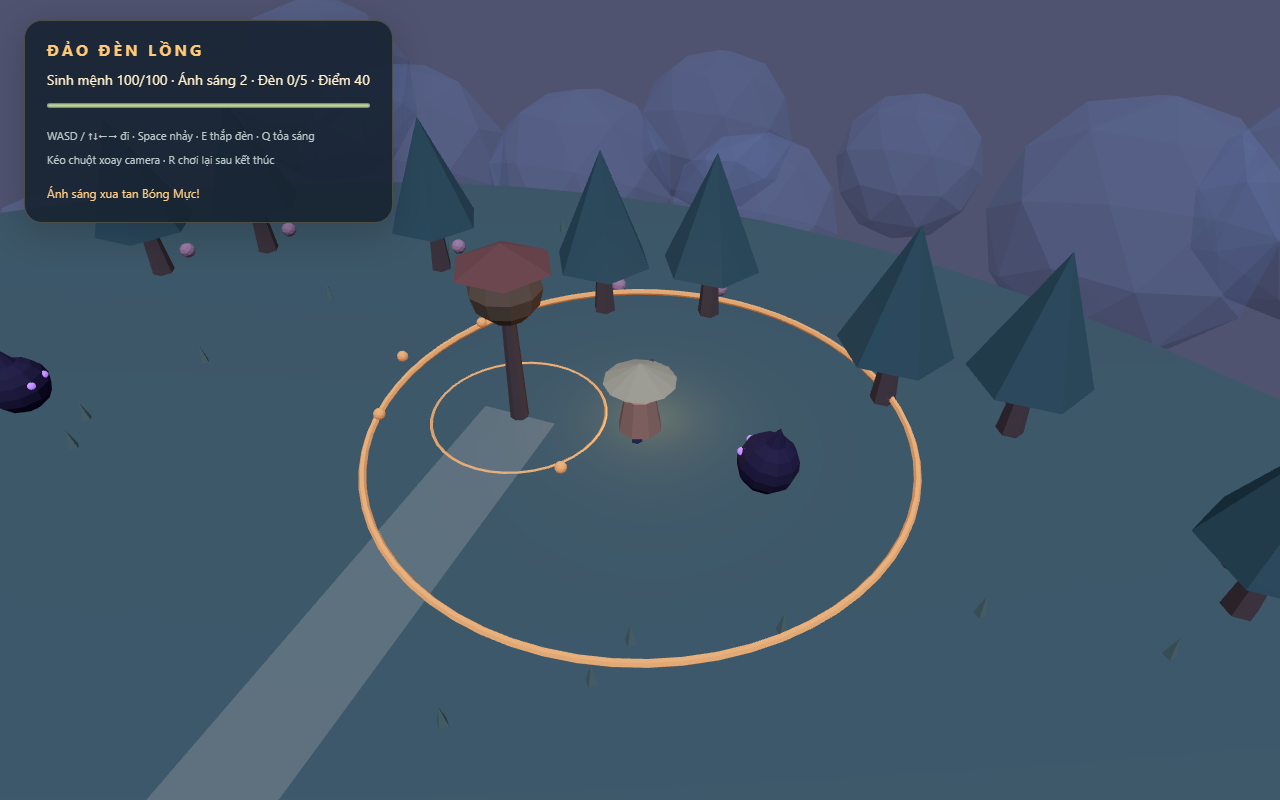 ĐẢO ĐÈN LỒNG
Sinh mệnh 100/100 · Ánh sáng 2 · Đèn 0/5 · Điểm 40
WASD / ↑↓←→ đi · Space nhảy · E thắp đèn · Q tỏa sáng
Kéo chuột xoay camera · R chơi lại sau kết thúc
Ánh sáng xua tan Bóng Mực!